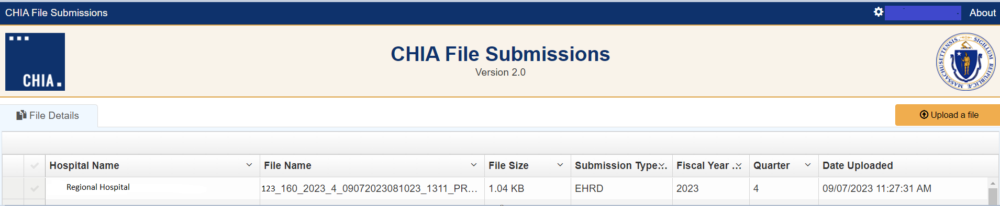 CHIA File Submissions About
CHIA.
CHIA File Submissions
Version 2.0
MASSACHUSETTENSIS. SIGILLUM REIPUBLICÆ
File Details
Upload a file
Hospital Name File Name File Size Submission Type... Fiscal Year ... Quarter Date Uploaded
Regional Hospital 123_160_2023_4_09072023081023_1311_PR... 1.04 KB EHRD 2023 4 09/07/2023 11:27:31 AM